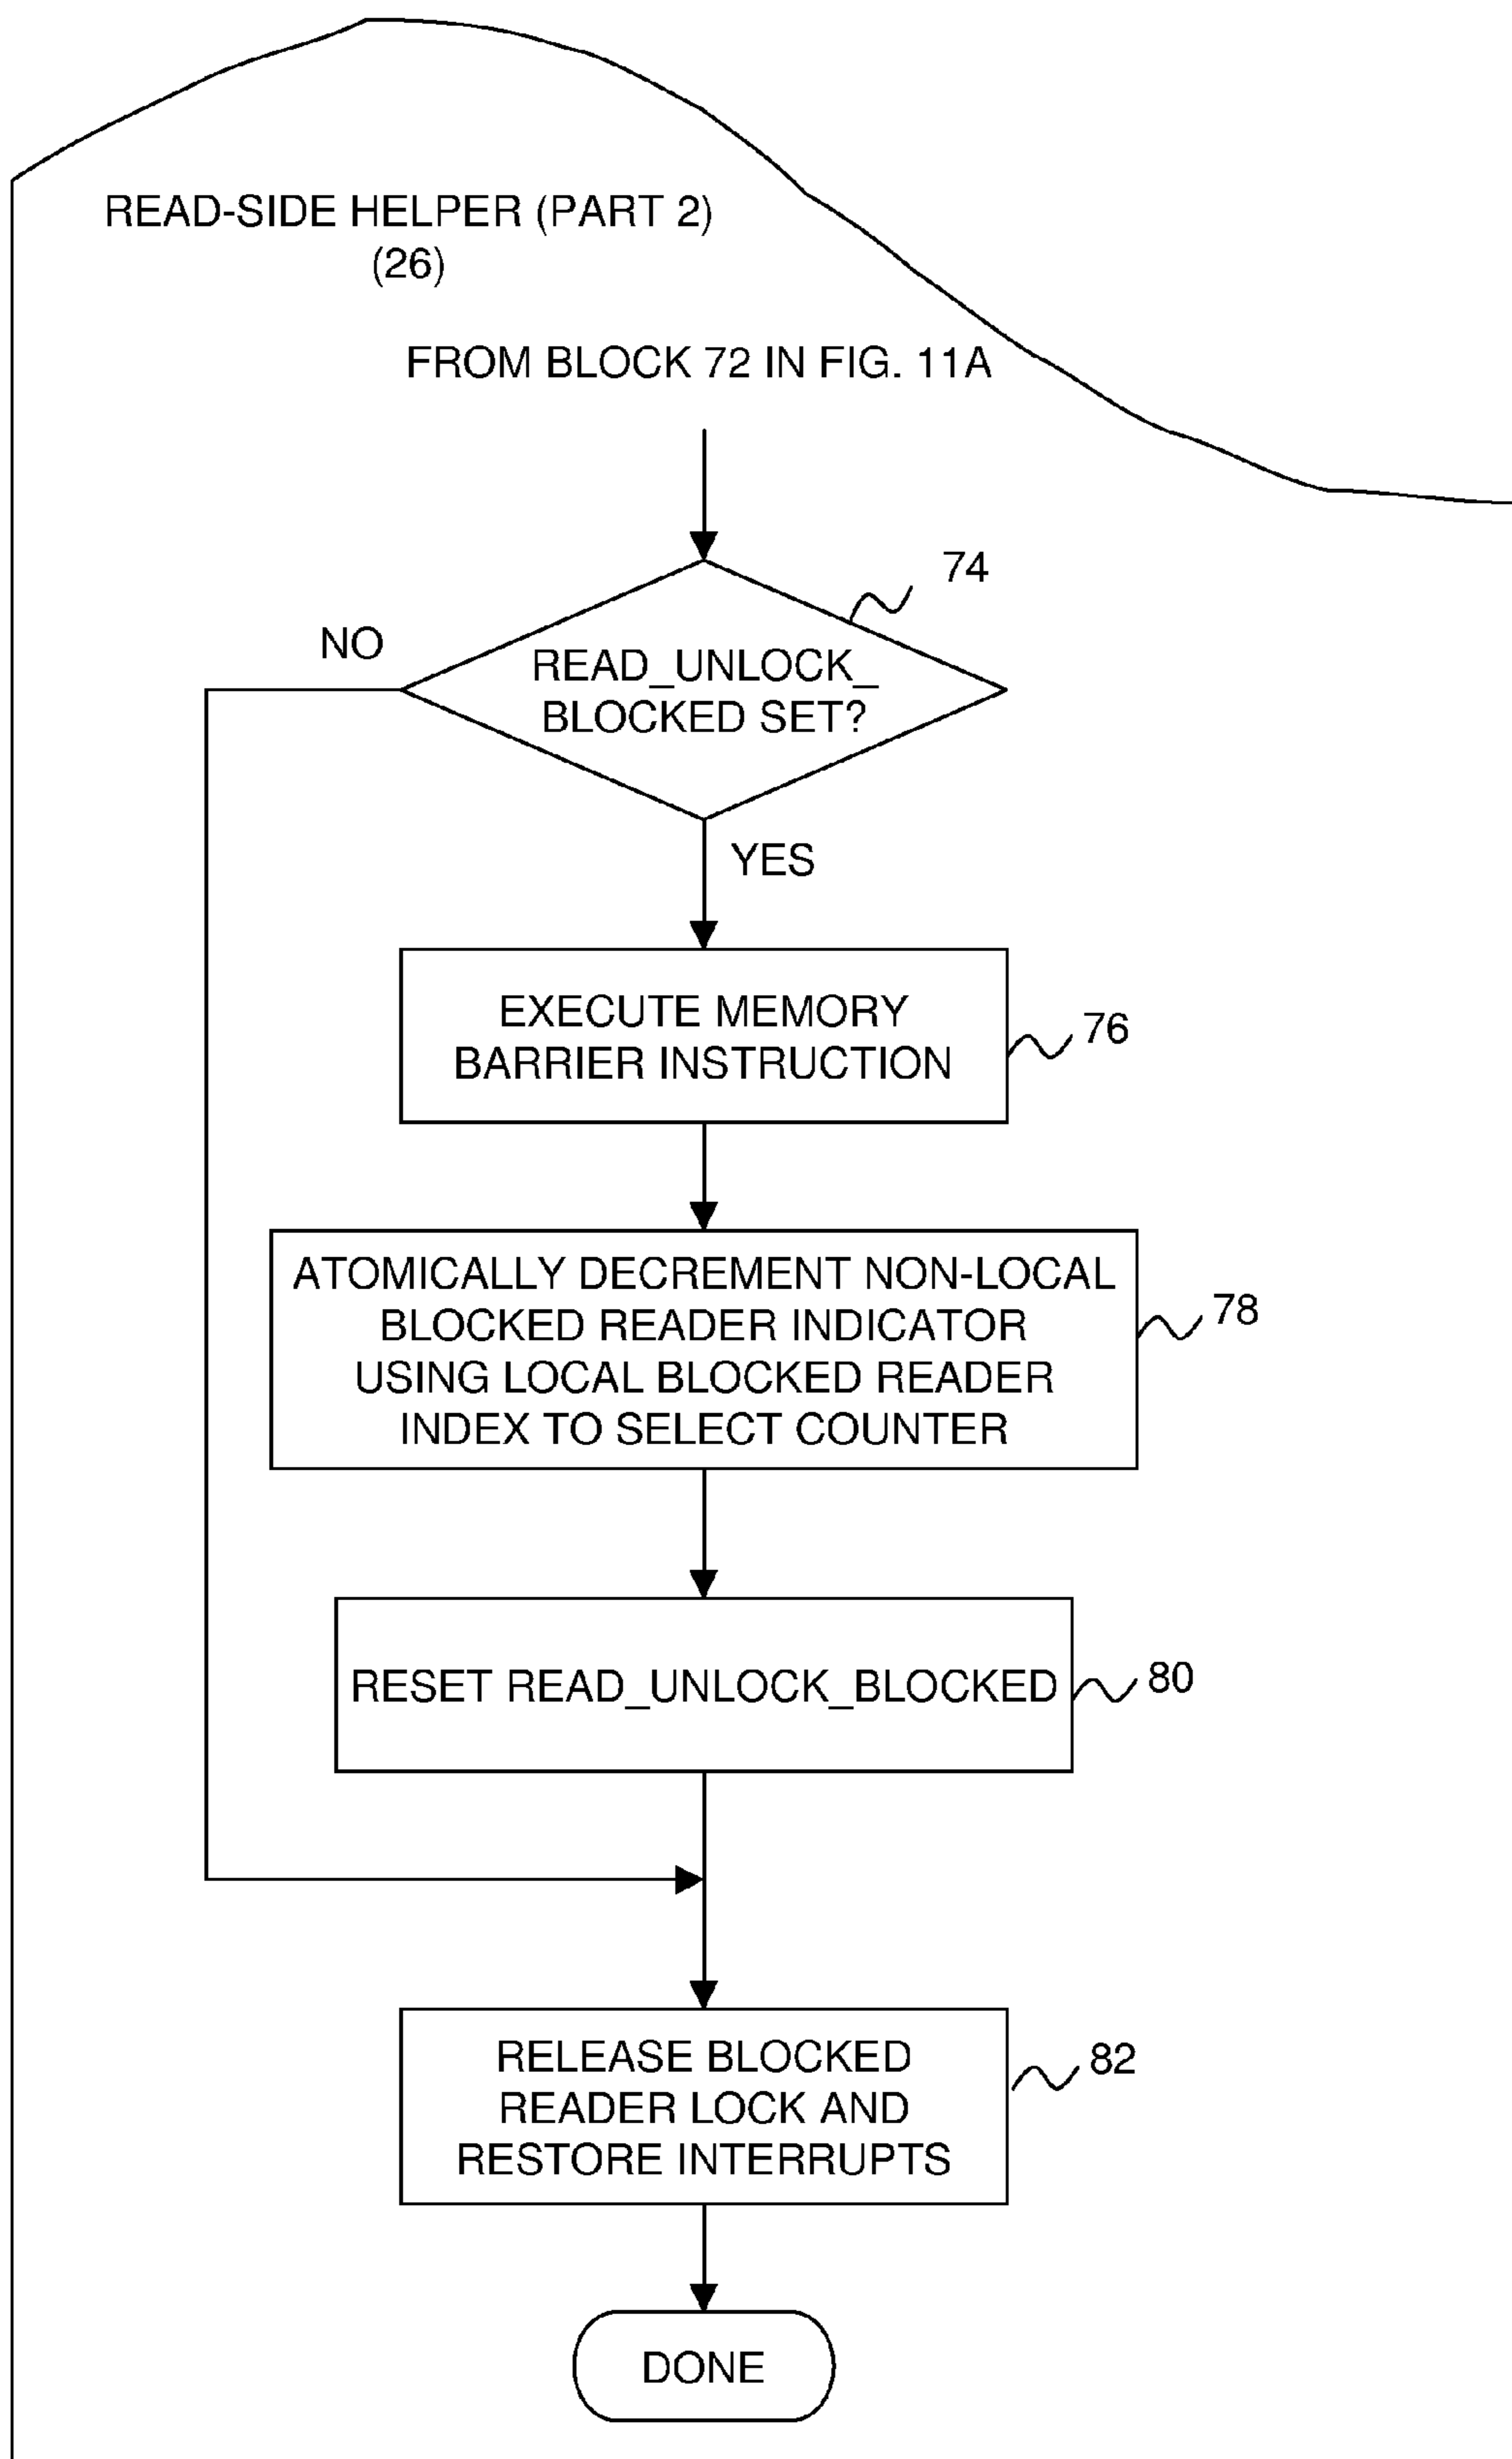 READ-SIDE HELPER (PART 2)
(26)
FROM BLOCK 72 IN FIG. 11A
74
NO
READ_UNLOCK_
BLOCKED SET?
YES
EXECUTE MEMORY
BARRIER INSTRUCTION
76
ATOMICALLY DECREMENT NON-LOCAL
BLOCKED READER INDICATOR
USING LOCAL BLOCKED READER
INDEX TO SELECT COUNTER
78
RESET READ_UNLOCK_BLOCKED
80
RELEASE BLOCKED
READER LOCK AND
RESTORE INTERRUPTS
82
DONE